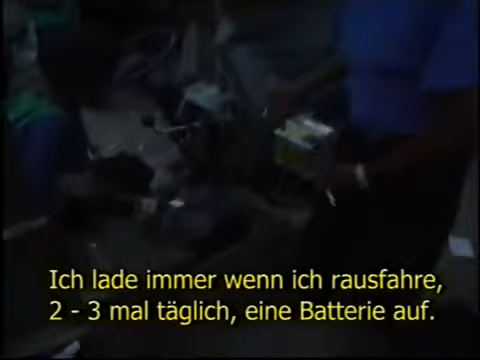 Ich lade immer wenn ich rausfahre,
2 - 3 mal täglich, eine Batterie auf.